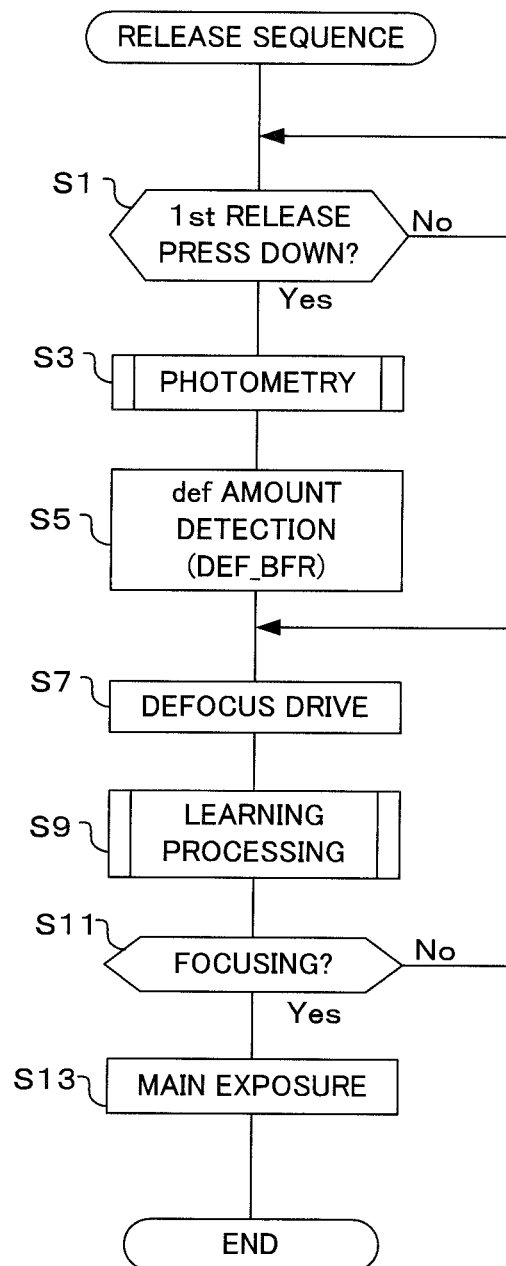 RELEASE SEQUENCE
S1
1st RELEASE
PRESS DOWN?
No
Yes
S3
PHOTOMETRY
S5
def AMOUNT
DETECTION
(DEF_BFR)
S7
DEFOCUS DRIVE
S9
LEARNING
PROCESSING
S11
FOCUSING?
No
Yes
S13
MAIN EXPOSURE
END